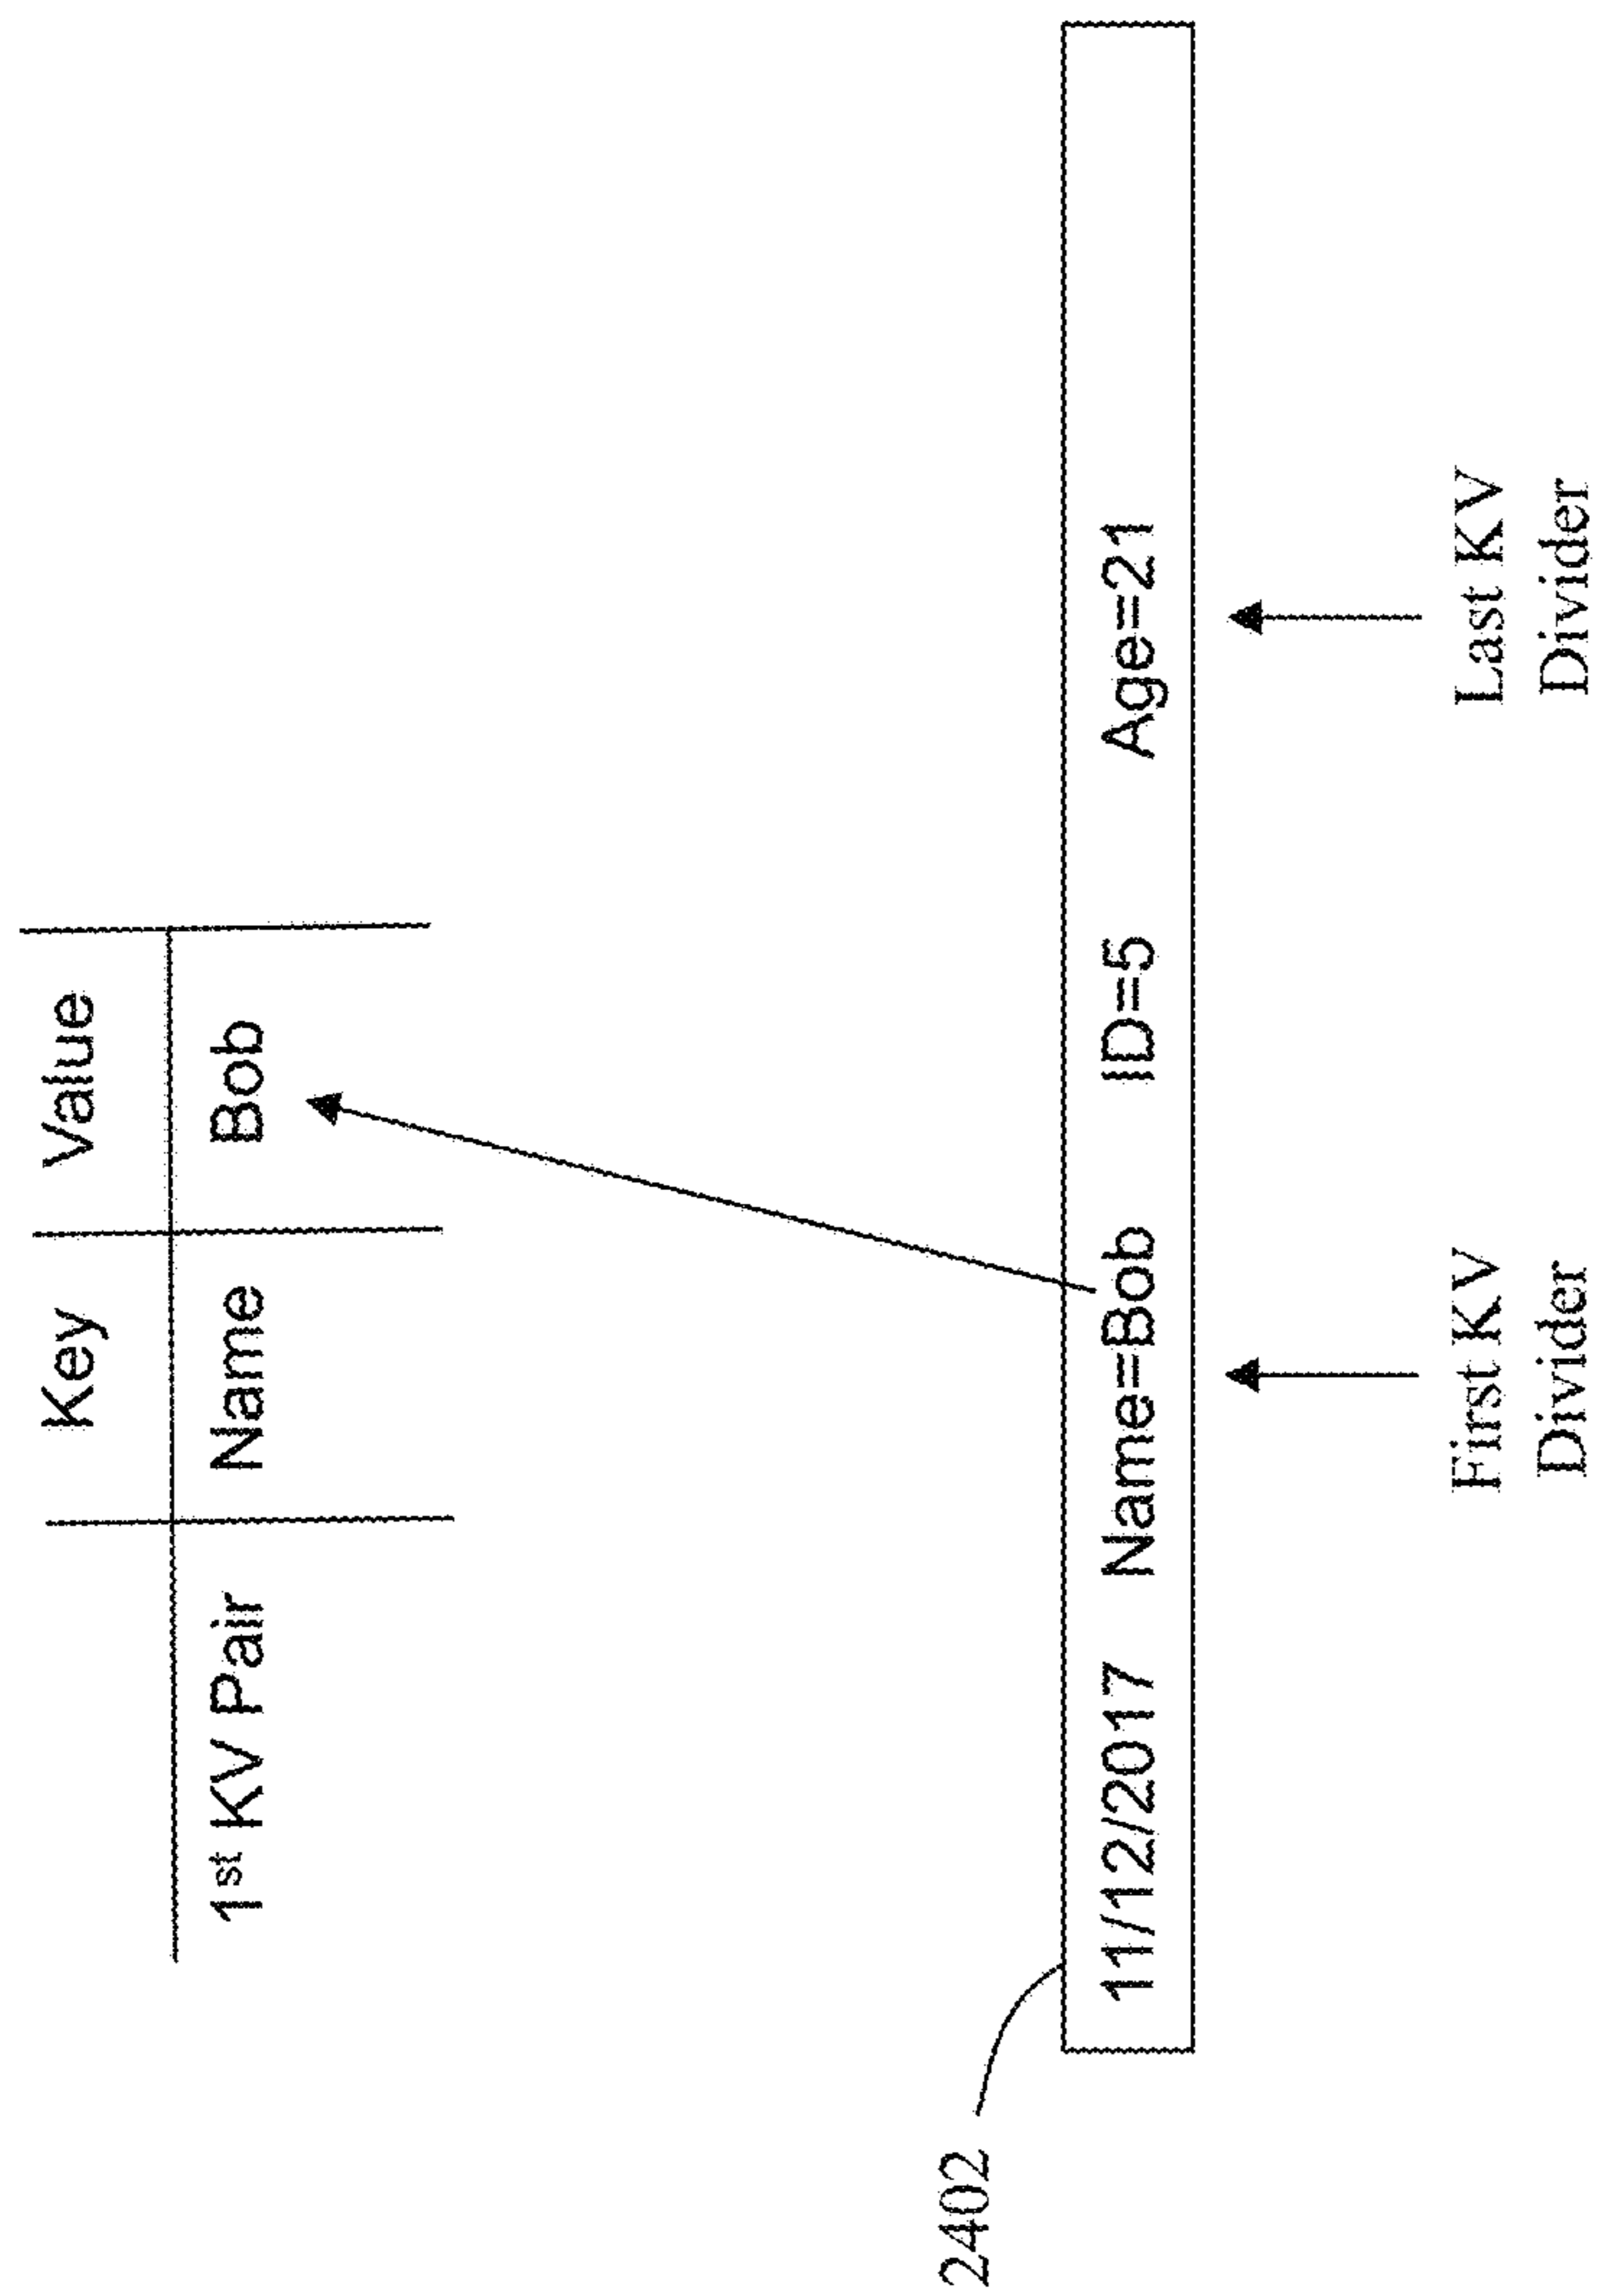 Key Value
1st KV Pair Name Bob
2402
11/12/2017 Name=Bob ID=5 Age=21
First KV Last KV
Divider Divider